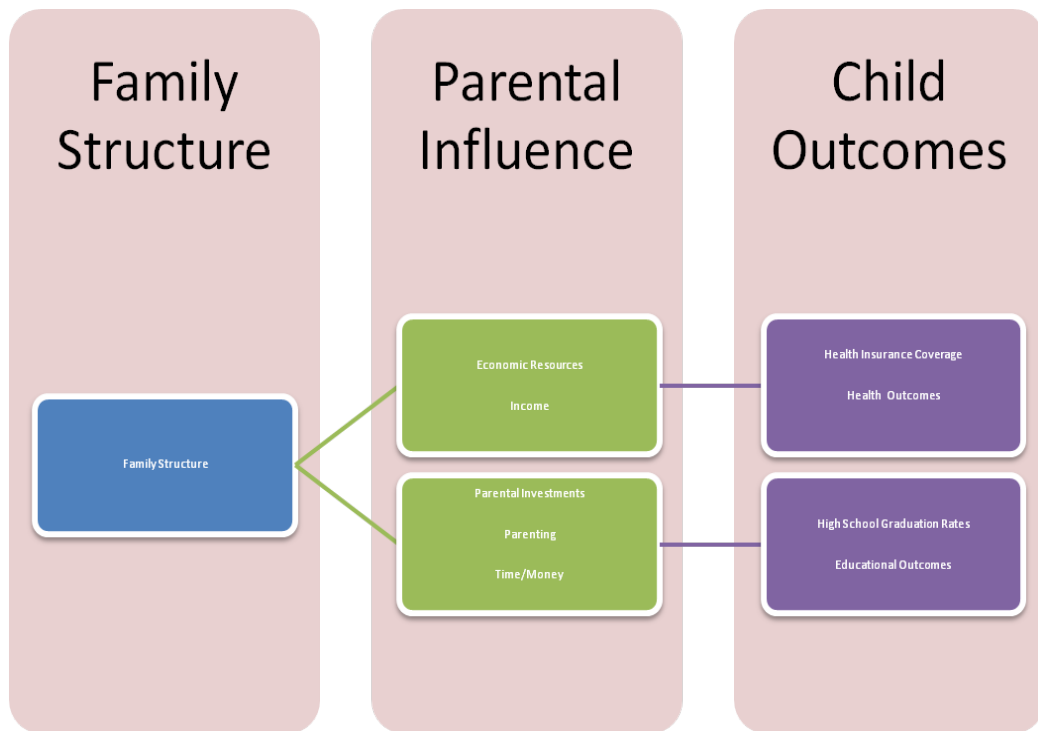 Family
Structure
Parental
Influence
Child
Outcomes
Family Structure
Economic Resources
Income
Parental Investments
Parenting
Time/Money
Health Insurance Coverage
Health Outcomes
High School Graduation Rates
Educational Outcomes